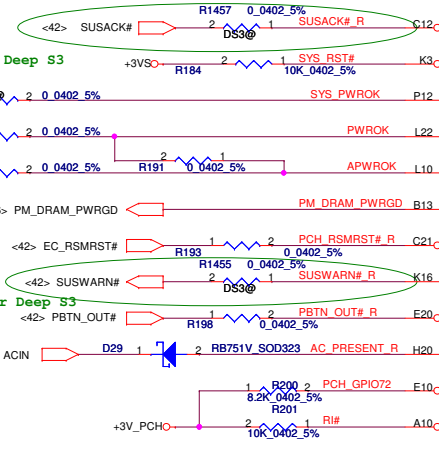 R1457 0_0402_5%
<42> SUSACK# 2 1 SUSACK#_R C12
DS3@
Deep S3
+3VS 2 1 SYS_RST# K3
R184 10K_0402_5%
2 0_0402_5% SYS_PWROK P12
2 0_0402_5% PWROK L22
2 1
2 0_0402_5% R191 0_0402_5% APWROK L10
PM_DRAM_PWRGD PM_DRAM_PWRGD B13
<42> EC_RSMRST# 1 2 PCH_RSMRST#_R C21
R193 0_0402_5%
R1455 0_0402_5%
<42> SUSWARN# 2 1 SUSWARN#_R K16
DS3@
r Deep S3
<42> PBTN_OUT# 1 2 PBTN_OUT#_R E20
R198 0_0402_5%
ACIN D29 1 2 RB751V_SOD323 AC_PRESENT_R H20
1 R200 2 PCH_GPIO72 E10
8.2K_0402_5%
R201
+3V_PCH 2 1 RI# A10
10K_0402_5%